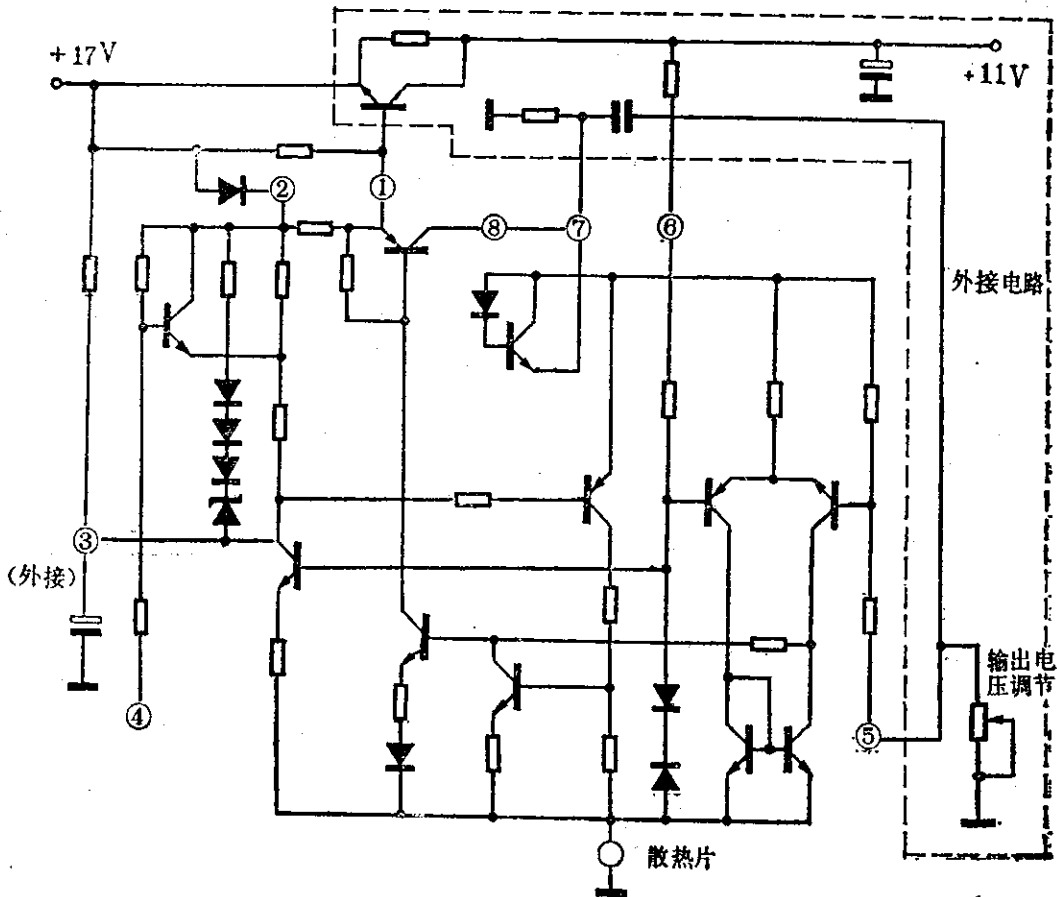 +17V
+11V
②
①
⑧
⑦
⑥
外接电路
③
(外接)
④
⑤
输出电
压调节
散热片